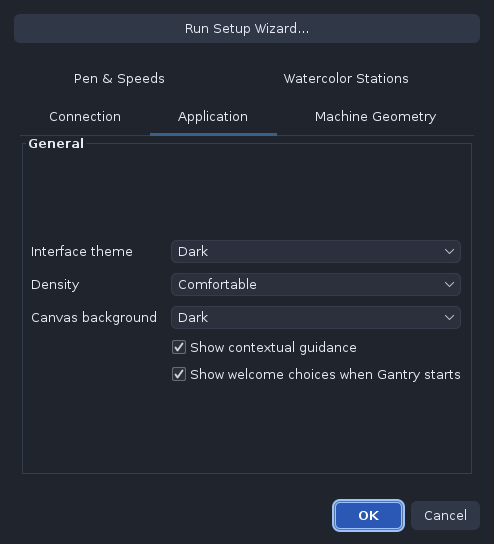 Run Setup Wizard...
Pen & Speeds
Watercolor Stations
Connection
Application
Machine Geometry
General
Interface theme
Dark
Density
Comfortable
Canvas background
Dark
Show contextual guidance
Show welcome choices when Gantry starts
OK
Cancel